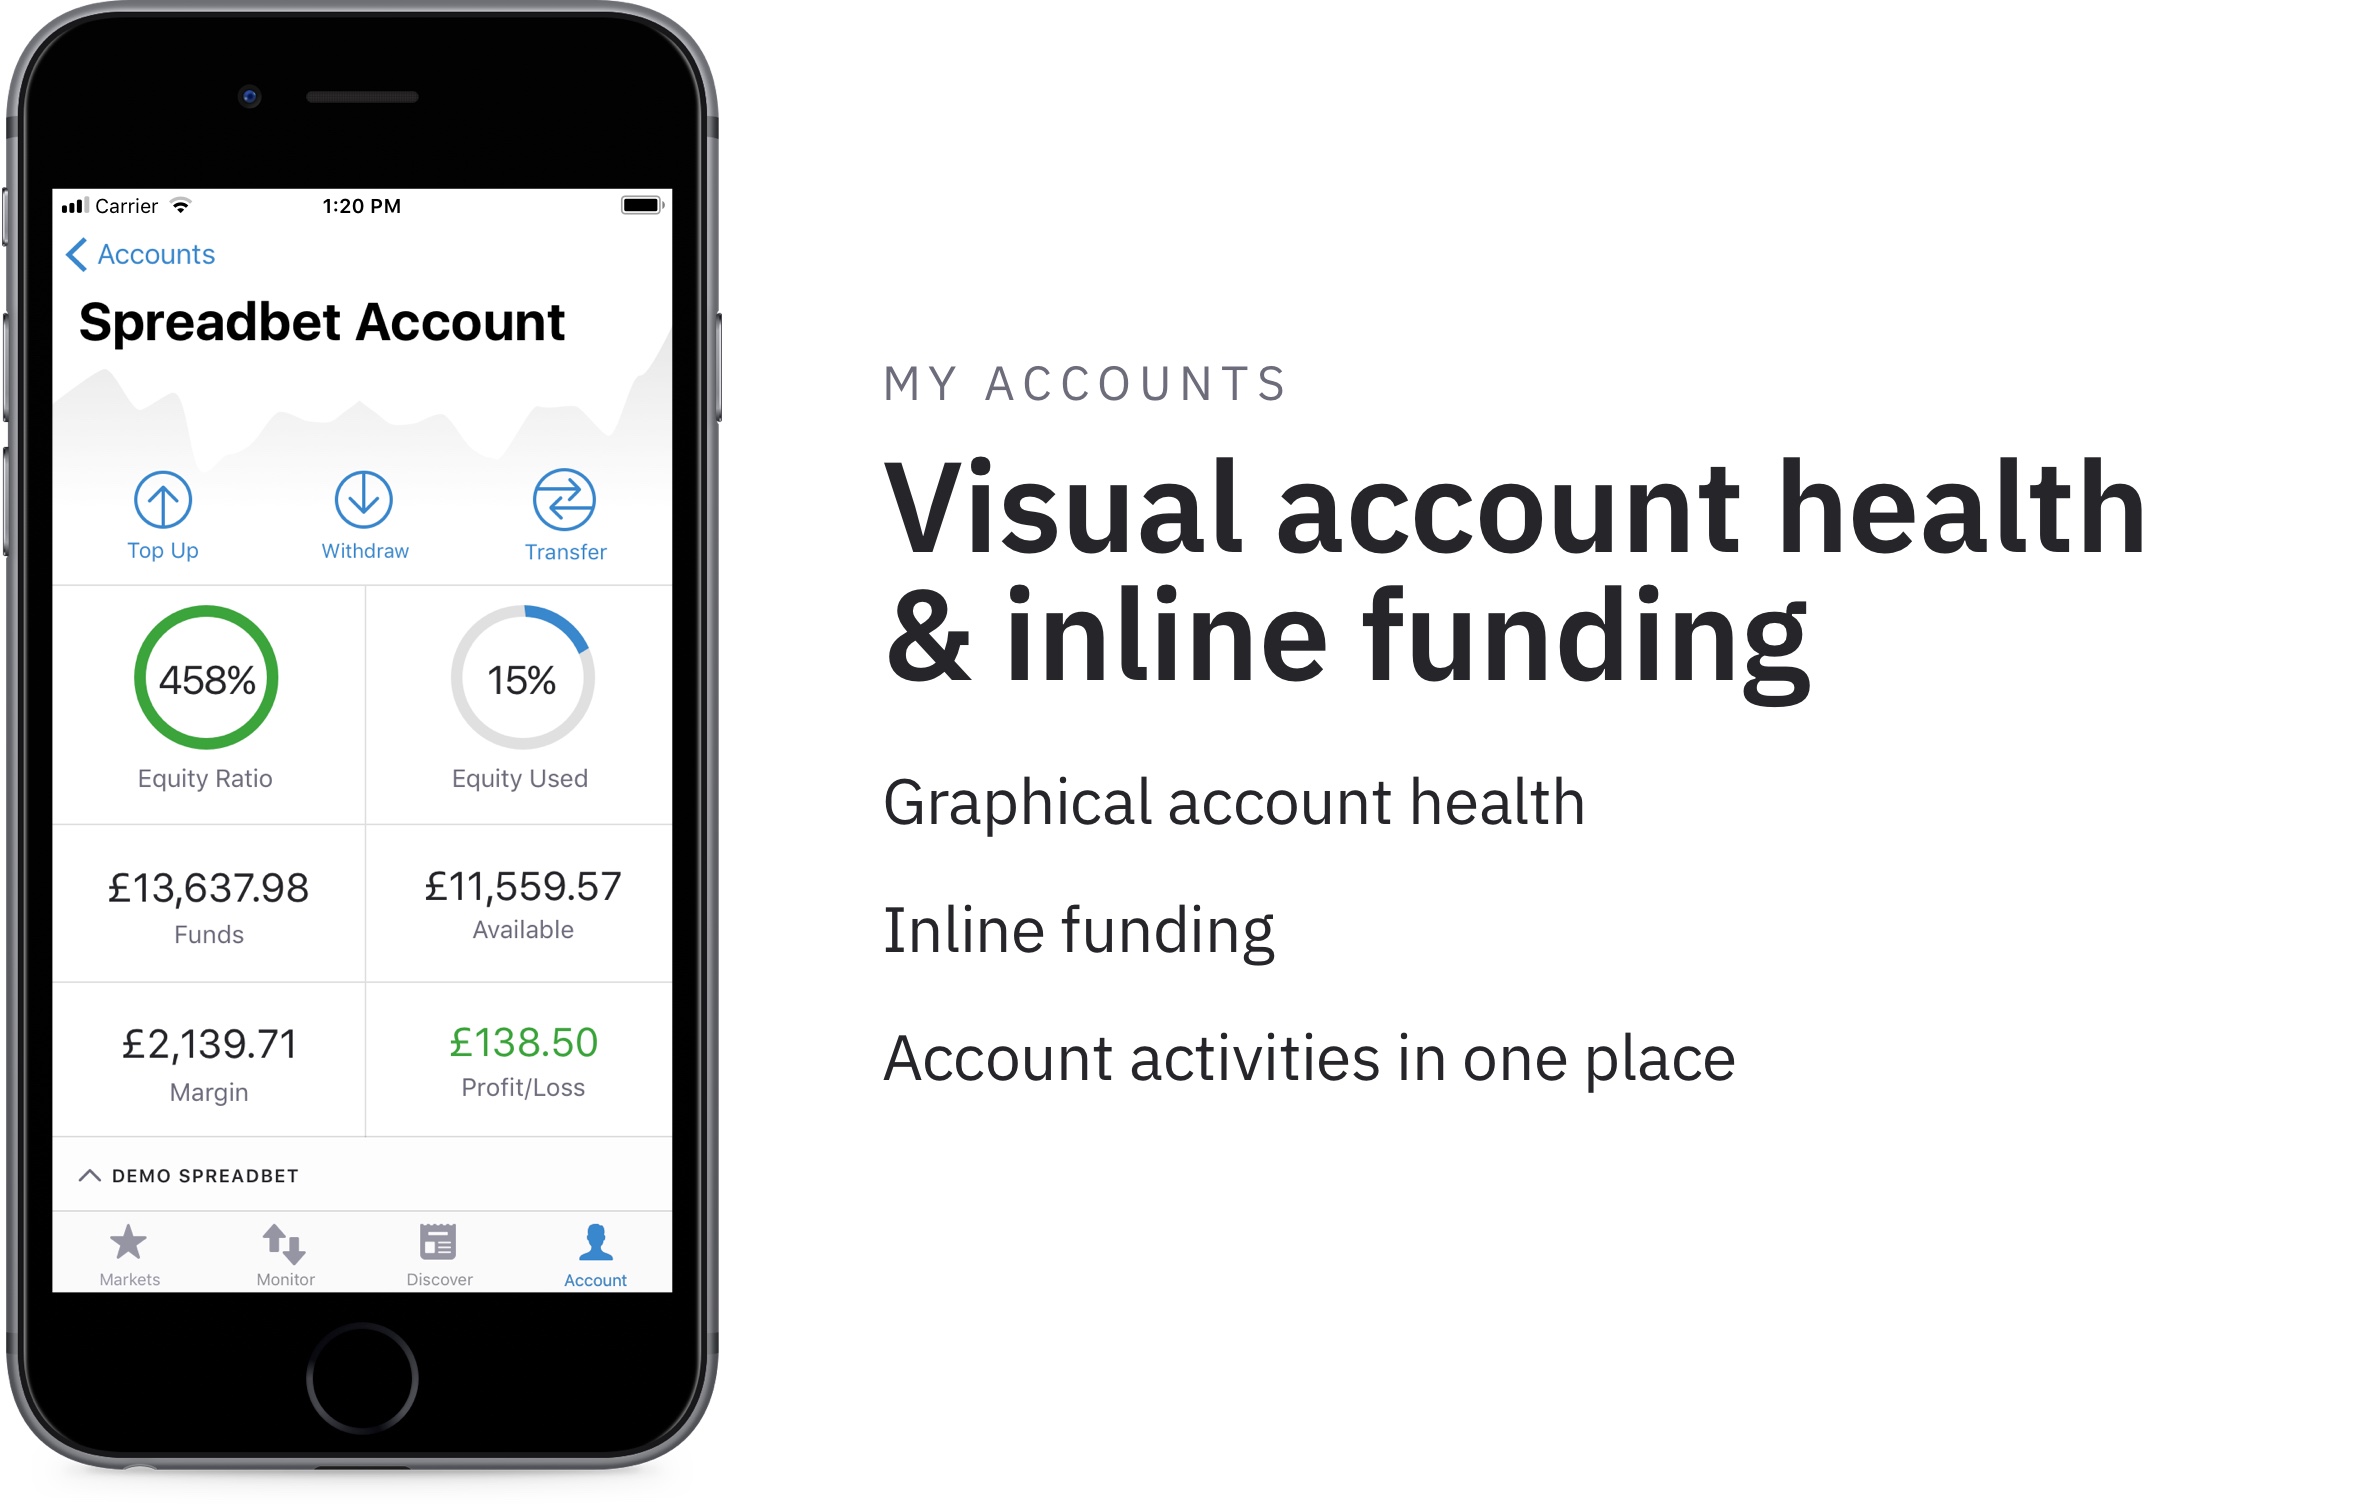 Carrier 1:20 PM
Accounts
Spreadbet Account
Top Up Withdraw Transfer
458% 15%
Equity Ratio Equity Used
£13,637.98 £11,559.57
Funds Available
£2,139.71 £138.50
Margin Profit/Loss
DEMO SPREADBET
Markets Monitor Discover Account
MY ACCOUNTS
Visual account health
& inline funding
Graphical account health
Inline funding
Account activities in one place